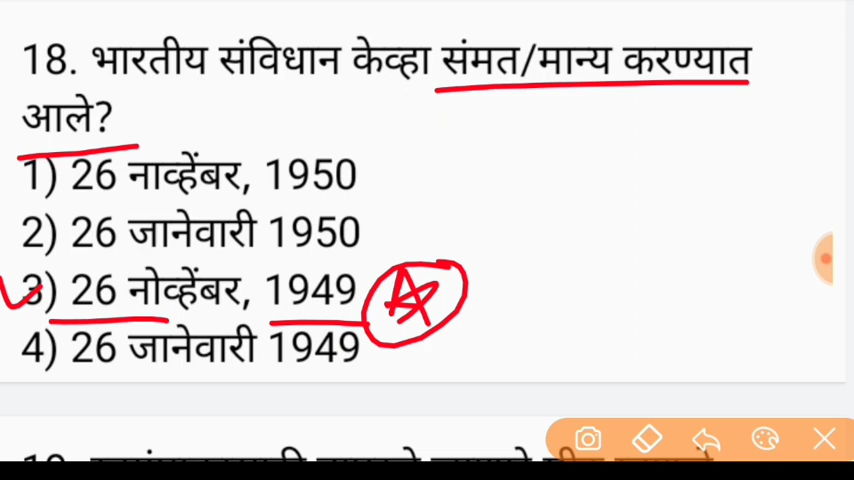 18. भारतीय संविधान केव्हा संमत/मान्य करण्यात
आले?
1) 26 नाव्हेंबर, 1950
2) 26 जानेवारी 1950
3) 26 नोव्हेंबर, 1949
4) 26 जानेवारी 1949